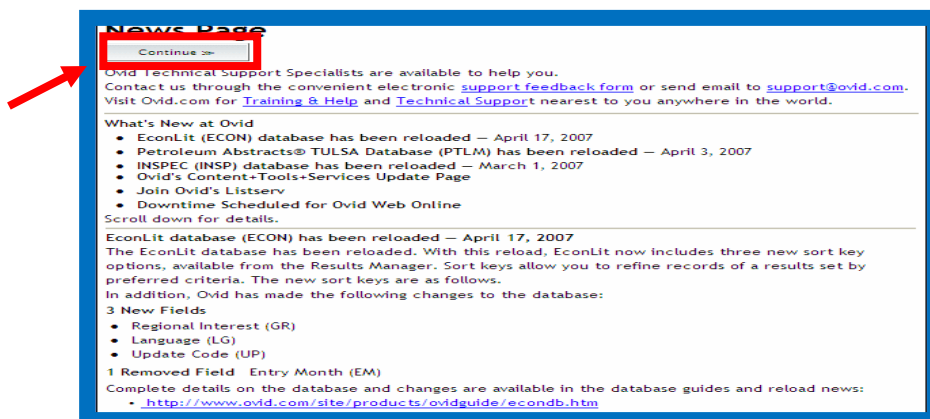 News Page
Continue >>
Ovid Technical Support Specialists are available to help you.
Contact us through the convenient electronic support feedback form or send email to support@ovid.com.
Visit Ovid.com for Training & Help and Technical Support nearest to you anywhere in the world.
What's New at Ovid
• EconLit (ECON) database has been reloaded — April 17, 2007
• Petroleum Abstracts® TULSA Database (PTLM) has been reloaded — April 3, 2007
• INSPEC (INSP) database has been reloaded — March 1, 2007
• Ovid's Content+Tools+Services Update Page
• Join Ovid's Listserv
• Downtime Scheduled for Ovid Web Online
Scroll down for details.
EconLit database (ECON) has been reloaded — April 17, 2007
The EconLit database has been reloaded. With this reload, EconLit now includes three new sort key
options, available from the Results Manager. Sort keys allow you to refine records of a results set by
preferred criteria. The new sort keys are as follows.
In addition, Ovid has made the following changes to the database:
3 New Fields
• Regional Interest (GR)
• Language (LG)
• Update Code (UP)
1 Removed Field Entry Month (EM)
Complete details on the database and changes are available in the database guides and reload news:
• http://www.ovid.com/site/products/ovidguide/econdb.htm